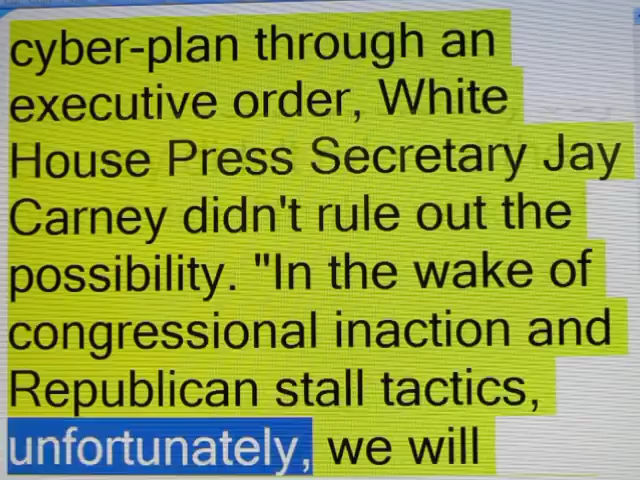 cyber-plan through an
executive order, White
House Press Secretary Jay
Carney didn't rule out the
possibility. "In the wake of
congressional inaction and
Republican stall tactics,
unfortunately, we will